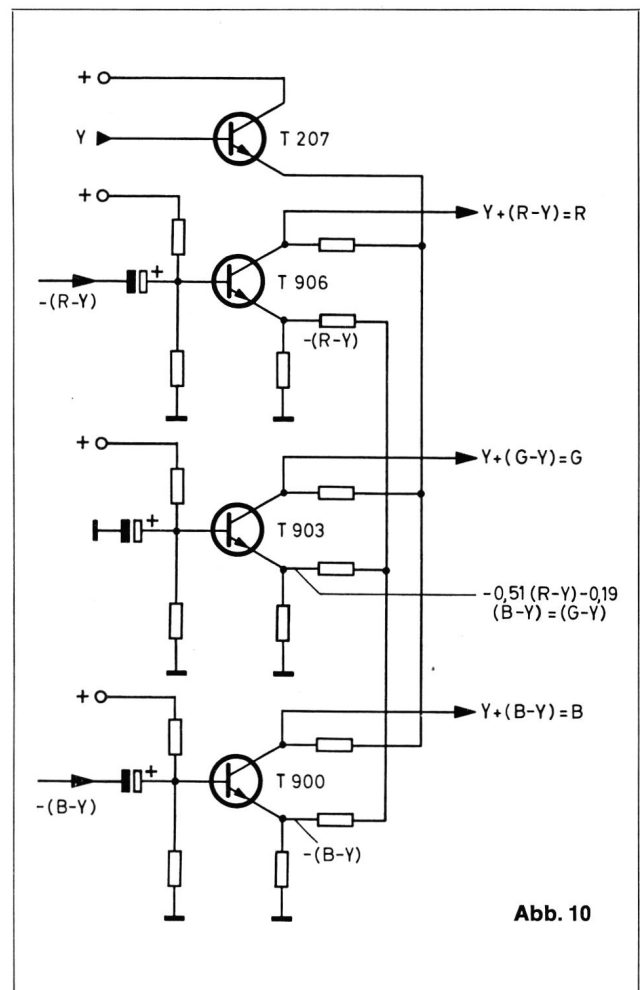 +
T 207
Y
+
Y+(R-Y)=R
+
T 906
-(R-Y)
-(R-Y)
+
Y+(G-Y)=G
+
T 903
-0,51 (R-Y)-0,19
(B-Y)=(G-Y)
+
Y+(B-Y)=B
+
T 900
-(B-Y)
-(B-Y)
Abb. 10